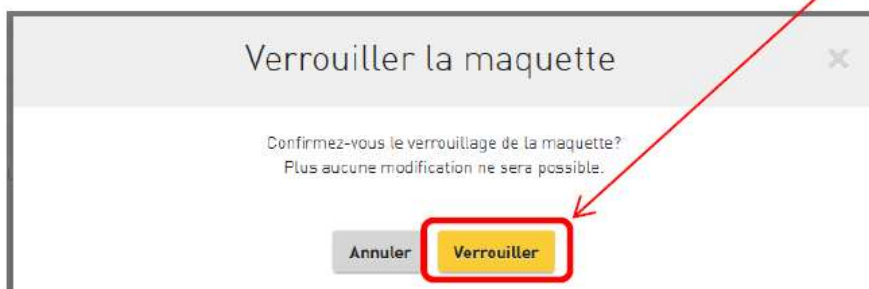 Verrouiller la maquette
Confirmez-vous le verrouillage de la maquette?
Plus aucune modification ne sera possible.
Annuler Verrouiller